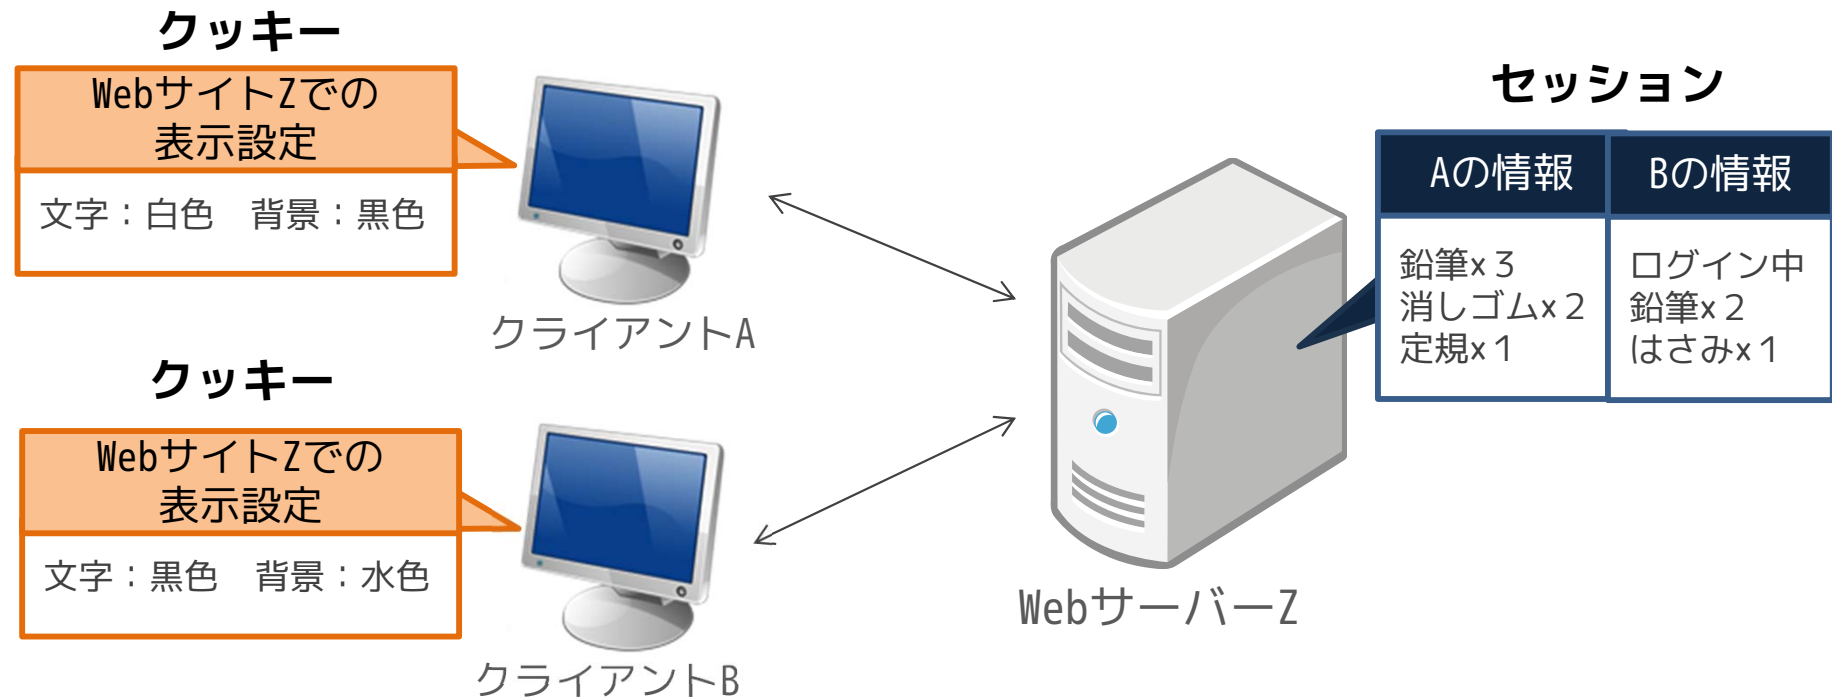 クッキー
WebサイトZでの
表示設定
文字：白色　背景：黒色
クライアントA
クッキー
WebサイトZでの
表示設定
文字：黒色　背景：水色
クライアントB
WebサーバーZ
セッション
Aの情報
鉛筆x３
消しゴムx２
定規x１
Bの情報
ログイン中
鉛筆x２
はさみx１